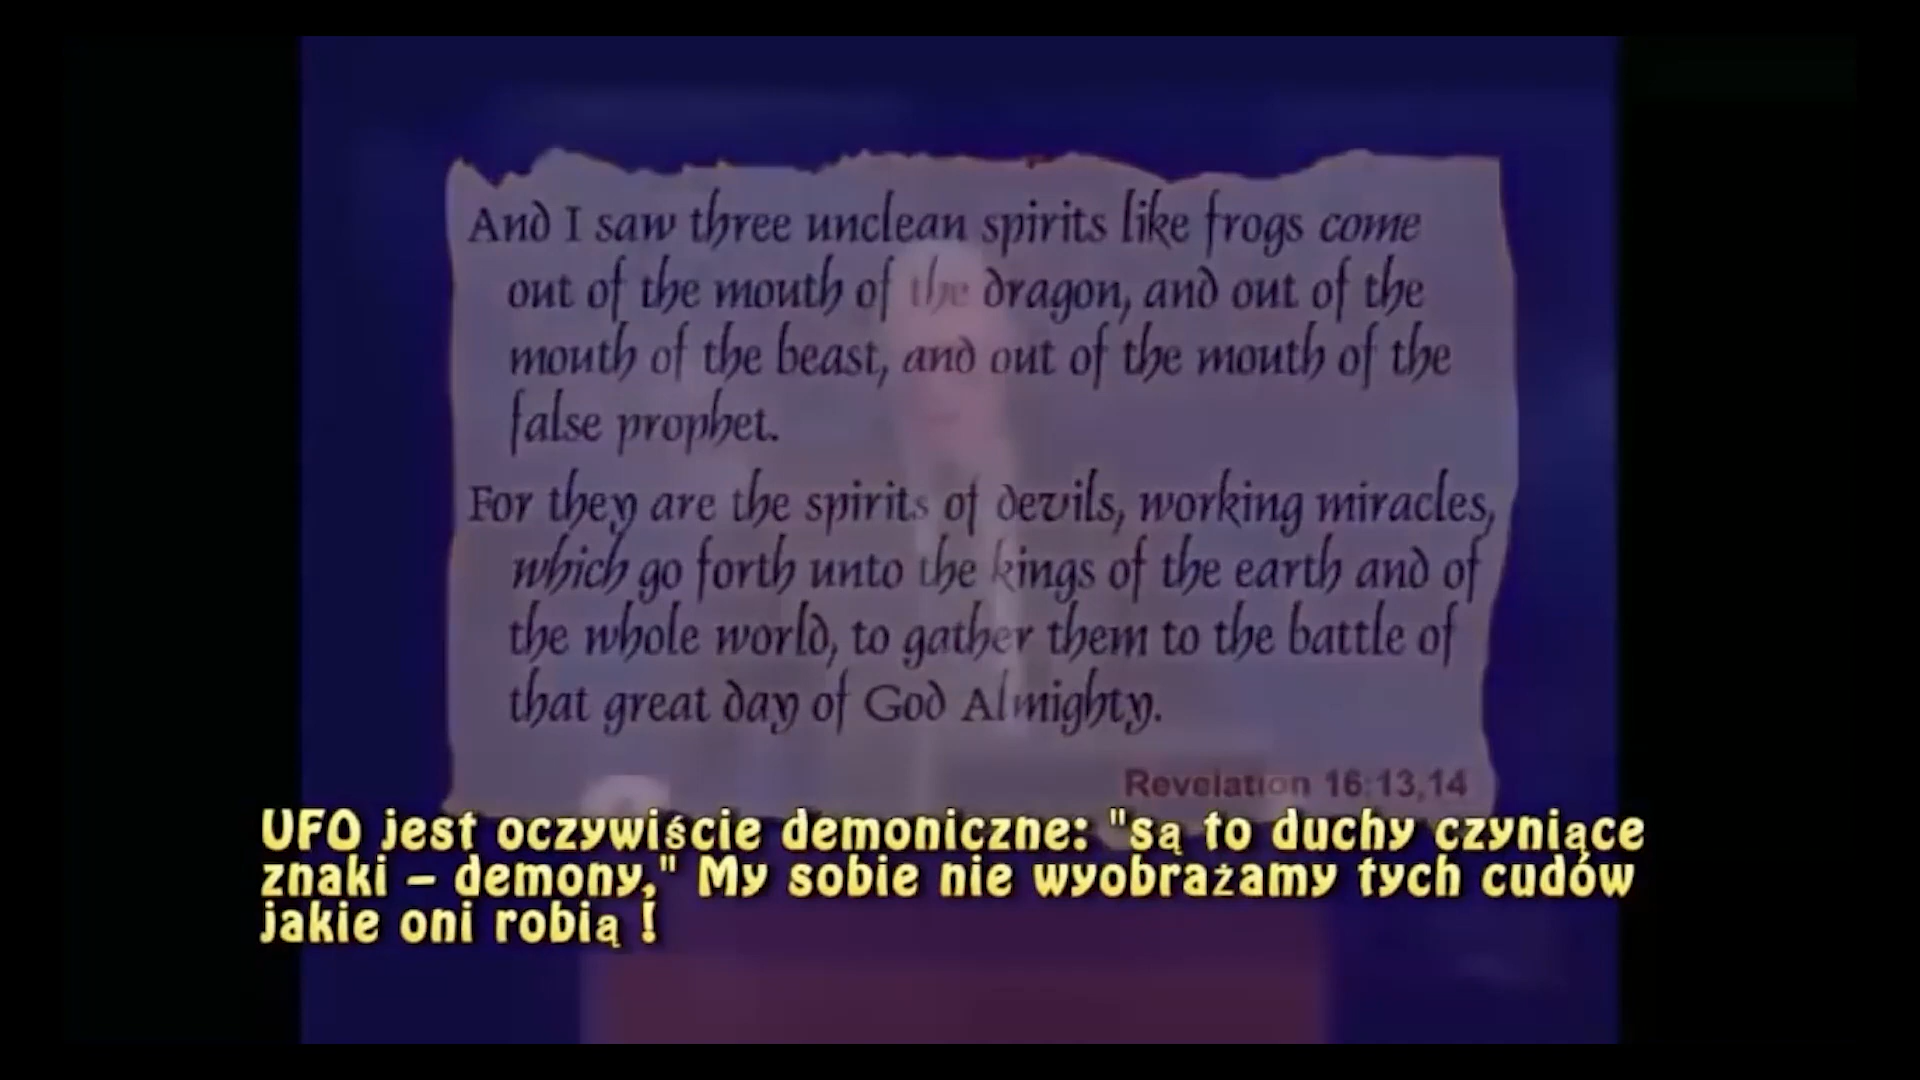 And I saw three unclean spirits like frogs come
out of the mouth of the dragon, and out of the
mouth of the beast, and out of the mouth of the
false prophet.
For they are the spirits of devils, working miracles,
which go forth unto the kings of the earth and of
the whole world, to gather them to the battle of
that great day of God Almighty.
Revelation 16:13,14
UFO jest oczywiście demoniczne: "są to duchy czyniące
znaki – demony," My sobie nie wyobrażamy tych cudów
jakie oni robią !